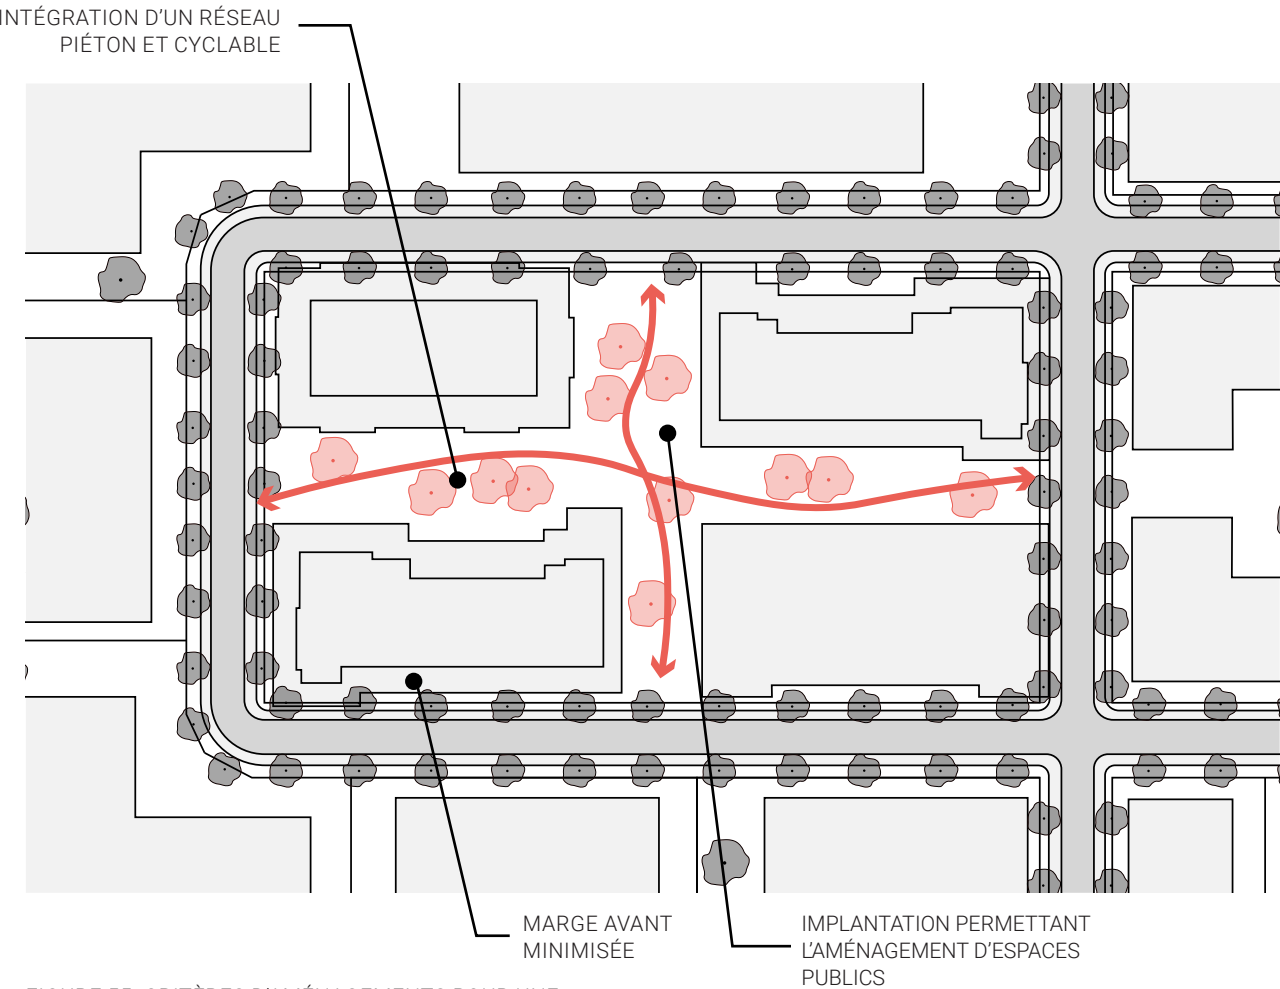 INTÉGRATION D'UN RÉSEAU
PIÉTON ET CYCLABLE
MARGE AVANT
MINIMISÉE
IMPLANTATION PERMETTANT
L'AMÉNAGEMENT D'ESPACES
PUBLICS